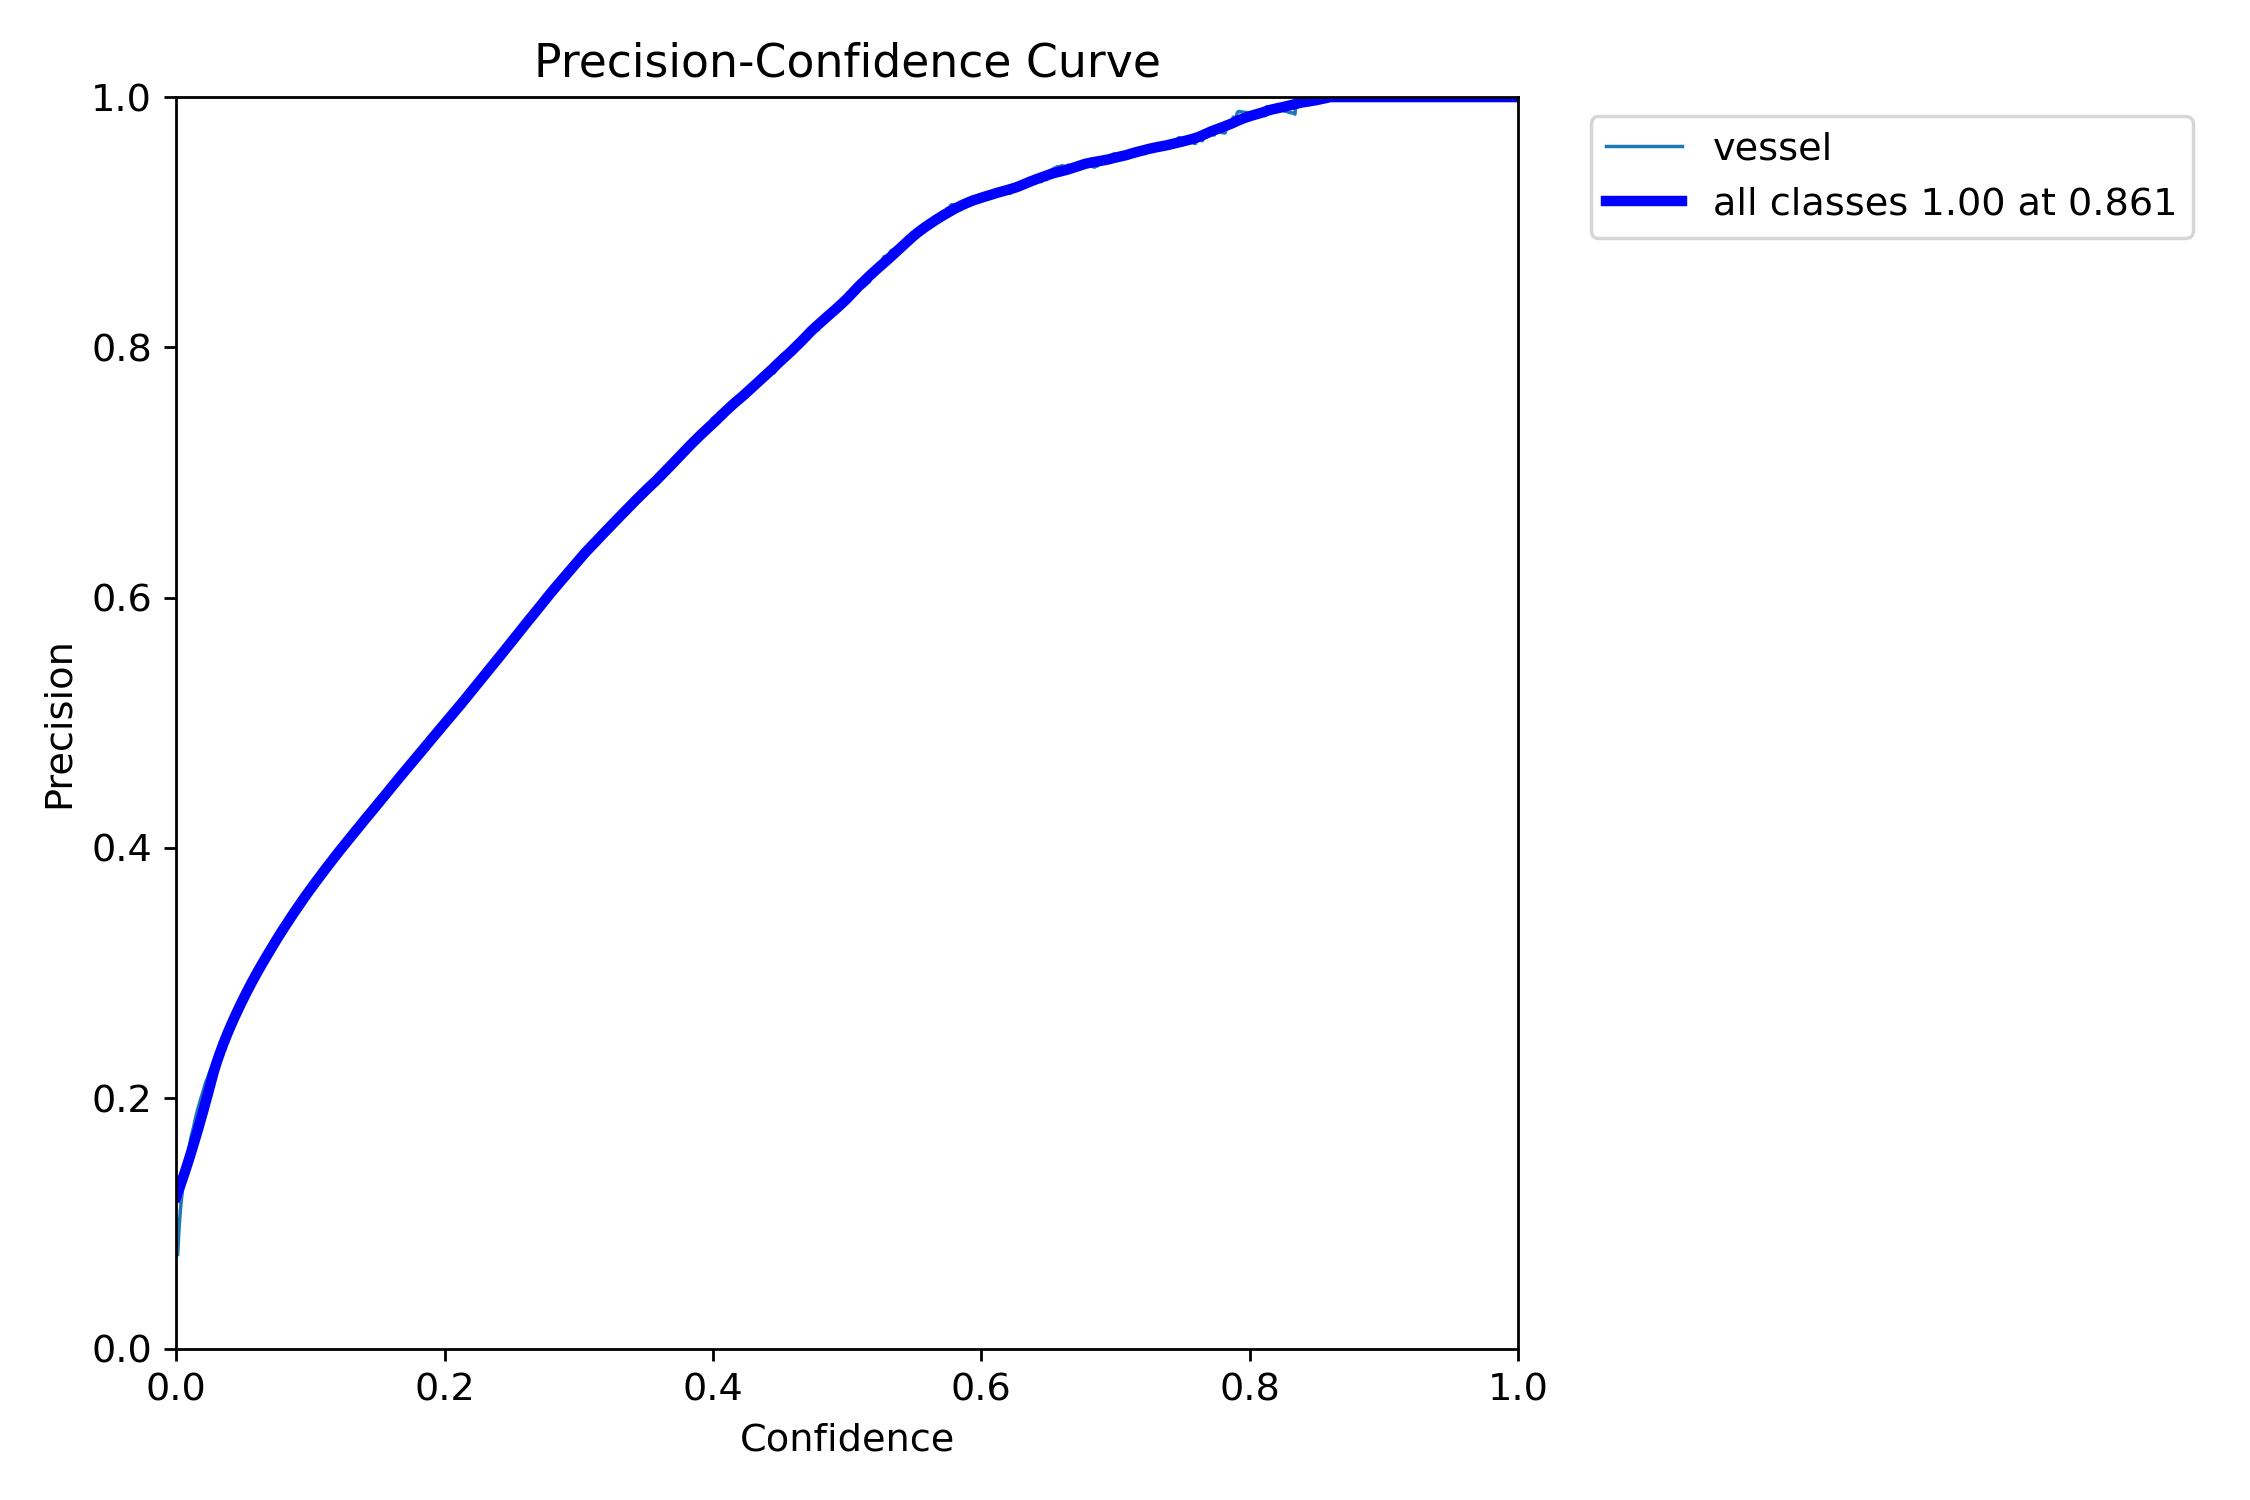 Precision-Confidence Curve
1.0
0.8
0.6
0.4
0.2
0.0
Precision
0.0 0.2 0.4 0.6 0.8 1.0
Confidence
vessel
all classes 1.00 at 0.861